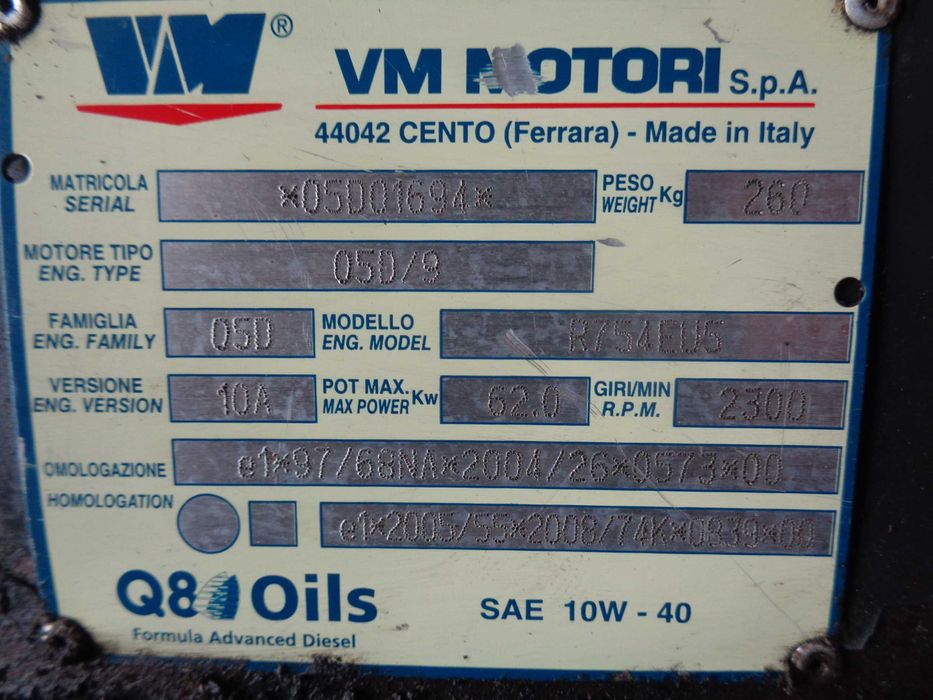 VM®
VM MOTORI S.p.A.
44042 CENTO (Ferrara) - Made in Italy
MATRICOLA
SERIAL
*05DQ1694*
PESO
WEIGHT Kg
260
MOTORE TIPO
ENG. TYPE
05D/9
FAMIGLIA
ENG. FAMILY
05D
MODELLO
ENG. MODEL
R754EU5
VERSIONE
ENG. VERSION
10A
POT MAX.
MAX POWER Kw
62.0
GIRI/MIN
R.P.M.
2300
OMOLOGAZIONE
HOMOLOGATION
e1*97/68NA*2004/26*0573*00
e1*2005/55*2008/74K*0839*00
Q8 Oils
Formula Advanced Diesel
SAE 10W - 40